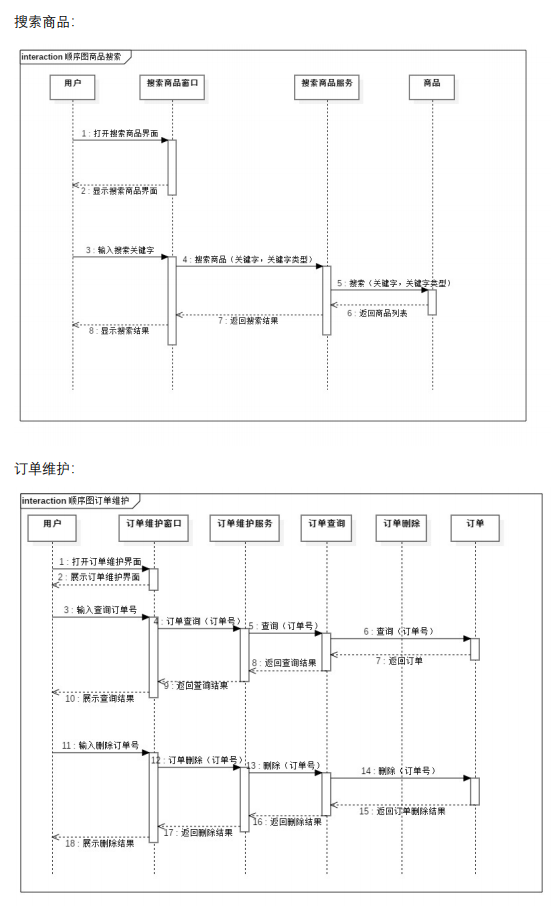 搜索商品：
interaction 顺序图商品搜索
用户
搜索商品窗口
搜索商品服务
商品
1 : 打开搜索商品界面
2 : 显示搜索商品界面
3 : 输入搜索关键字
4 : 搜索商品（关键字，关键字类型）
5 : 搜索（关键字，关键字类型）
6 : 返回商品列表
7 : 返回搜索结果
8 : 显示搜索结果
订单维护：
interaction 顺序图订单维护
用户
订单维护窗口
订单维护服务
订单查询
订单删除
订单
1 : 打开订单维护界面
2 : 展示订单维护界面
3 : 输入查询订单号
4 : 订单查询（订单号）
5 : 查询（订单号）
6 : 查询（订单号）
7 : 返回订单
8 : 返回查询结果
9 : 返回查询结果
10 : 展示查询结果
11 : 输入删除订单号
12 : 订单删除（订单号）
13 : 删除（订单号）
14 : 删除（订单号）
15 : 返回订单删除结果
16 : 返回删除结果
17 : 返回删除结果
18 : 展示删除结果